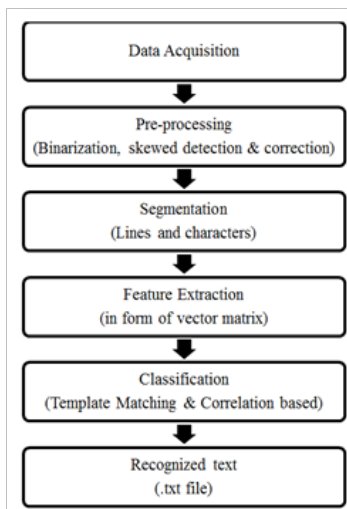 Data Acquisition
Pre-processing
(Binarization, skewed detection & correction)
Segmentation
(Lines and characters)
Feature Extraction
(in form of vector matrix)
Classification
(Template Matching & Correlation based)
Recognized text
(.txt file)